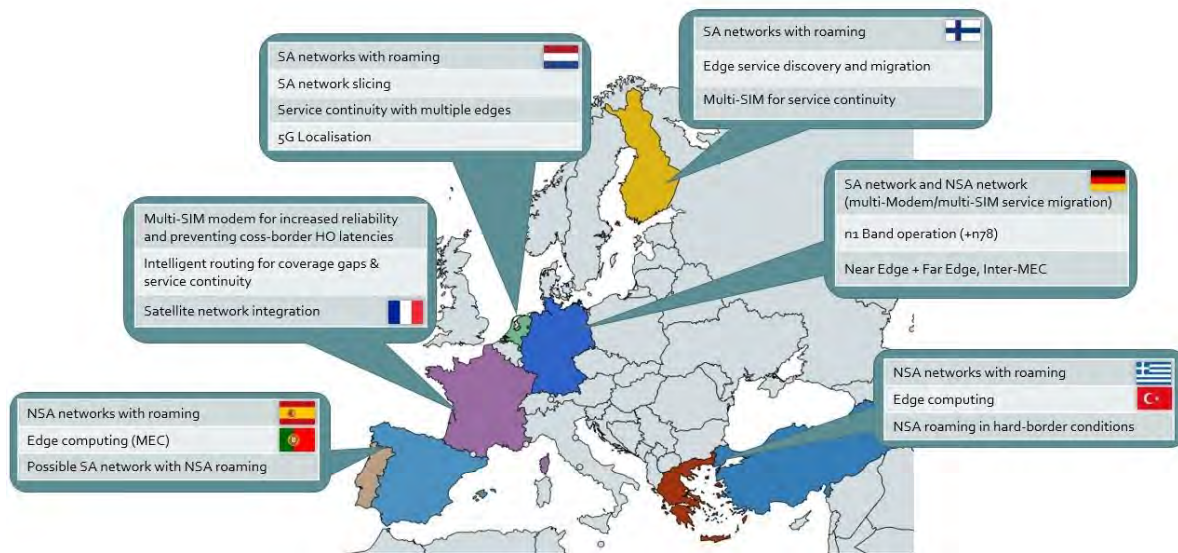 SA networks with roaming
SA network slicing
Service continuity with multiple edges
5G Localisation
SA networks with roaming
Edge service discovery and migration
Multi-SIM for service continuity
Multi-SIM modem for increased reliability
and preventing coss-border HO latencies
Intelligent routing for coverage gaps &
service continuity
Satellite network integration
SA network and NSA network
(multi-Modem/multi-SIM service migration)
n1 Band operation (+n78)
Near Edge + Far Edge, Inter-MEC
NSA networks with roaming
Edge computing (MEC)
Possible SA network with NSA roaming
NSA networks with roaming
Edge computing
NSA roaming in hard-border conditions